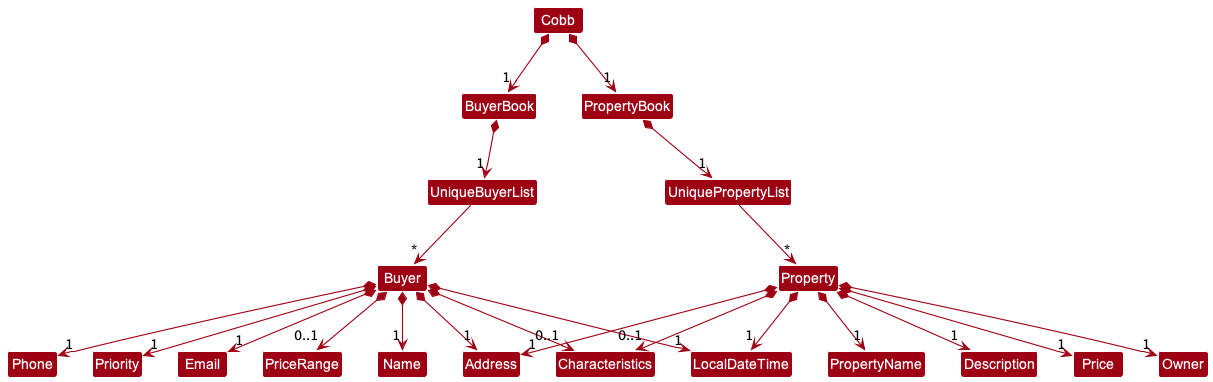 Cobb
1 1
BuyerBook PropertyBook
1 1
UniqueBuyerList UniquePropertyList
* *
Buyer Property
1 1 1 0..1 1 1 0..1 1 1 0..1 1 1 1 1 1
Phone Priority Email PriceRange Name Address Characteristics LocalDateTime PropertyName Description Price Owner